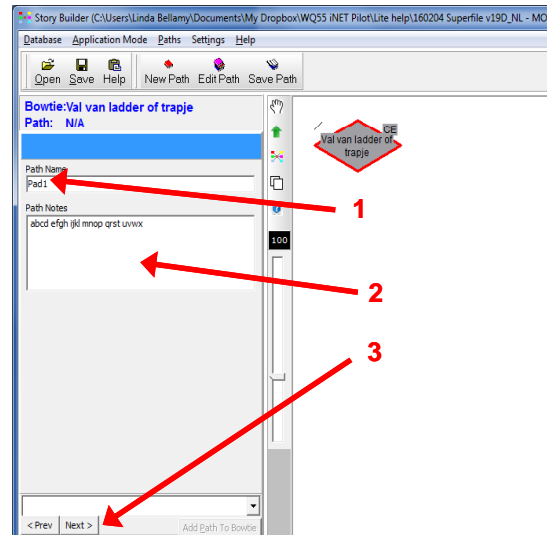 Story Builder (C:\Users\Linda Bellamy\Documents\My Dropbox\WQ55 iNET Pilot\Lite help\160204 Superfile v19D_NL - MO
Database Application Mode Paths Settings Help
Open Save Help New Path Edit Path Save Path
Bowtie:Val van ladder of trapje
Path: N/A
CE
Val van ladder of
trapje
Path Name
Pad1
1
Path Notes
abcd efgh ijkl mnop qrst uvwx
100
2
3
< Prev Next > Add Path To Bowtie